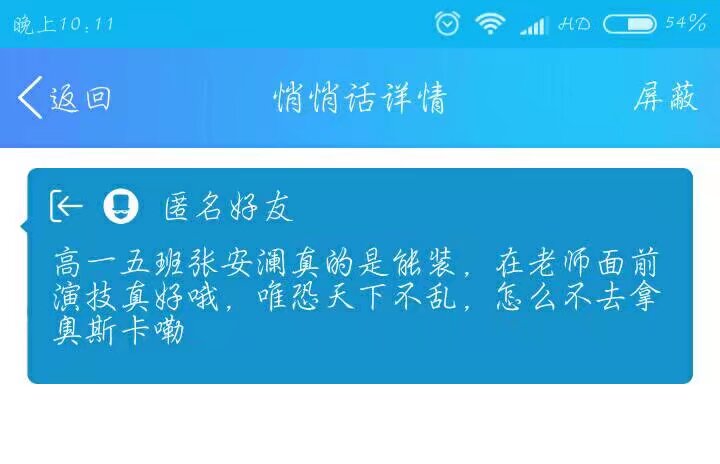 晚上10:11 HD 54%
返回 悄悄话详情 屏蔽
匿名好友
高一五班张安澜真的是能装，在老师面前
演技真好哦，唯恐天下不乱，怎么不去拿
奥斯卡嘞